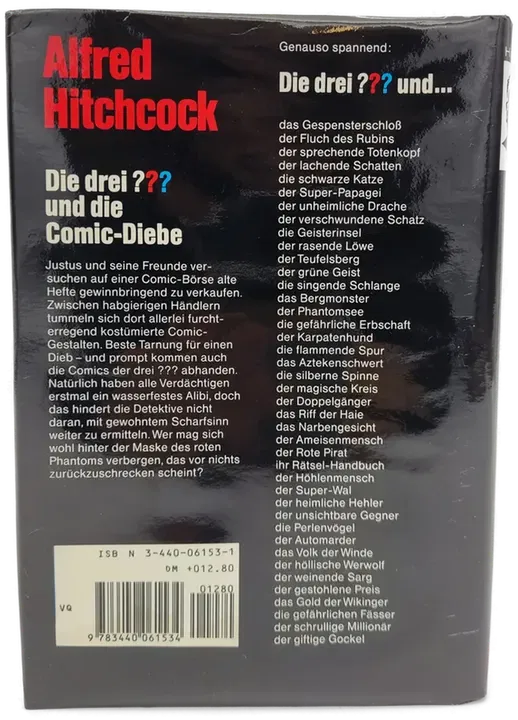 Alfred
Hitchcock
Die drei ???
und die
Comic-Diebe
Justus und seine Freunde ver-
suchen auf einer Comic-Börse alte
Hefte gewinnbringend zu verkaufen.
Zwischen habgierigen Händlern
tummeln sich dort allerlei furcht-
erregend kostümierte Comic-
Gestalten. Beste Tarnung für einen
Dieb – und prompt kommen auch
die Comics der drei ??? abhanden.
Natürlich haben alle Verdächtigen
erstmal ein wasserfestes Alibi, doch
das hindert die Detektive nicht
daran, mit gewohntem Scharfsinn
weiter zu ermitteln. Wer mag sich
wohl hinter der Maske des roten
Phantoms verbergen, das vor nichts
zurückzuschrecken scheint?
ISB N 3-440-06153-1
DM +012.80
01280
VQ
9 783440 061534
Genauso spannend:
Die drei ??? und...
das Gespensterschloß
der Fluch des Rubins
der sprechende Totenkopf
der lachende Schatten
die schwarze Katze
der Super-Papagei
der unheimliche Drache
der verschwundene Schatz
die Geisterinsel
der rasende Löwe
der Teufelsberg
der grüne Geist
die singende Schlange
das Bergmonster
der Phantomsee
die gefährliche Erbschaft
der Karpatenhund
die flammende Spur
das Aztekenschwert
die silberne Spinne
der magische Kreis
der Doppelgänger
das Riff der Haie
das Narbengesicht
der Ameisenmensch
der Rote Pirat
ihr Rätsel-Handbuch
der Höhlenmensch
der Super-Wal
der heimliche Hehler
der unsichtbare Gegner
die Perlenvögel
der Automarder
das Volk der Winde
der höllische Werwolf
der weinende Sarg
der gestohlene Preis
das Gold der Wikinger
die gefährlichen Fässer
der schrullige Millionär
der giftige Gockel